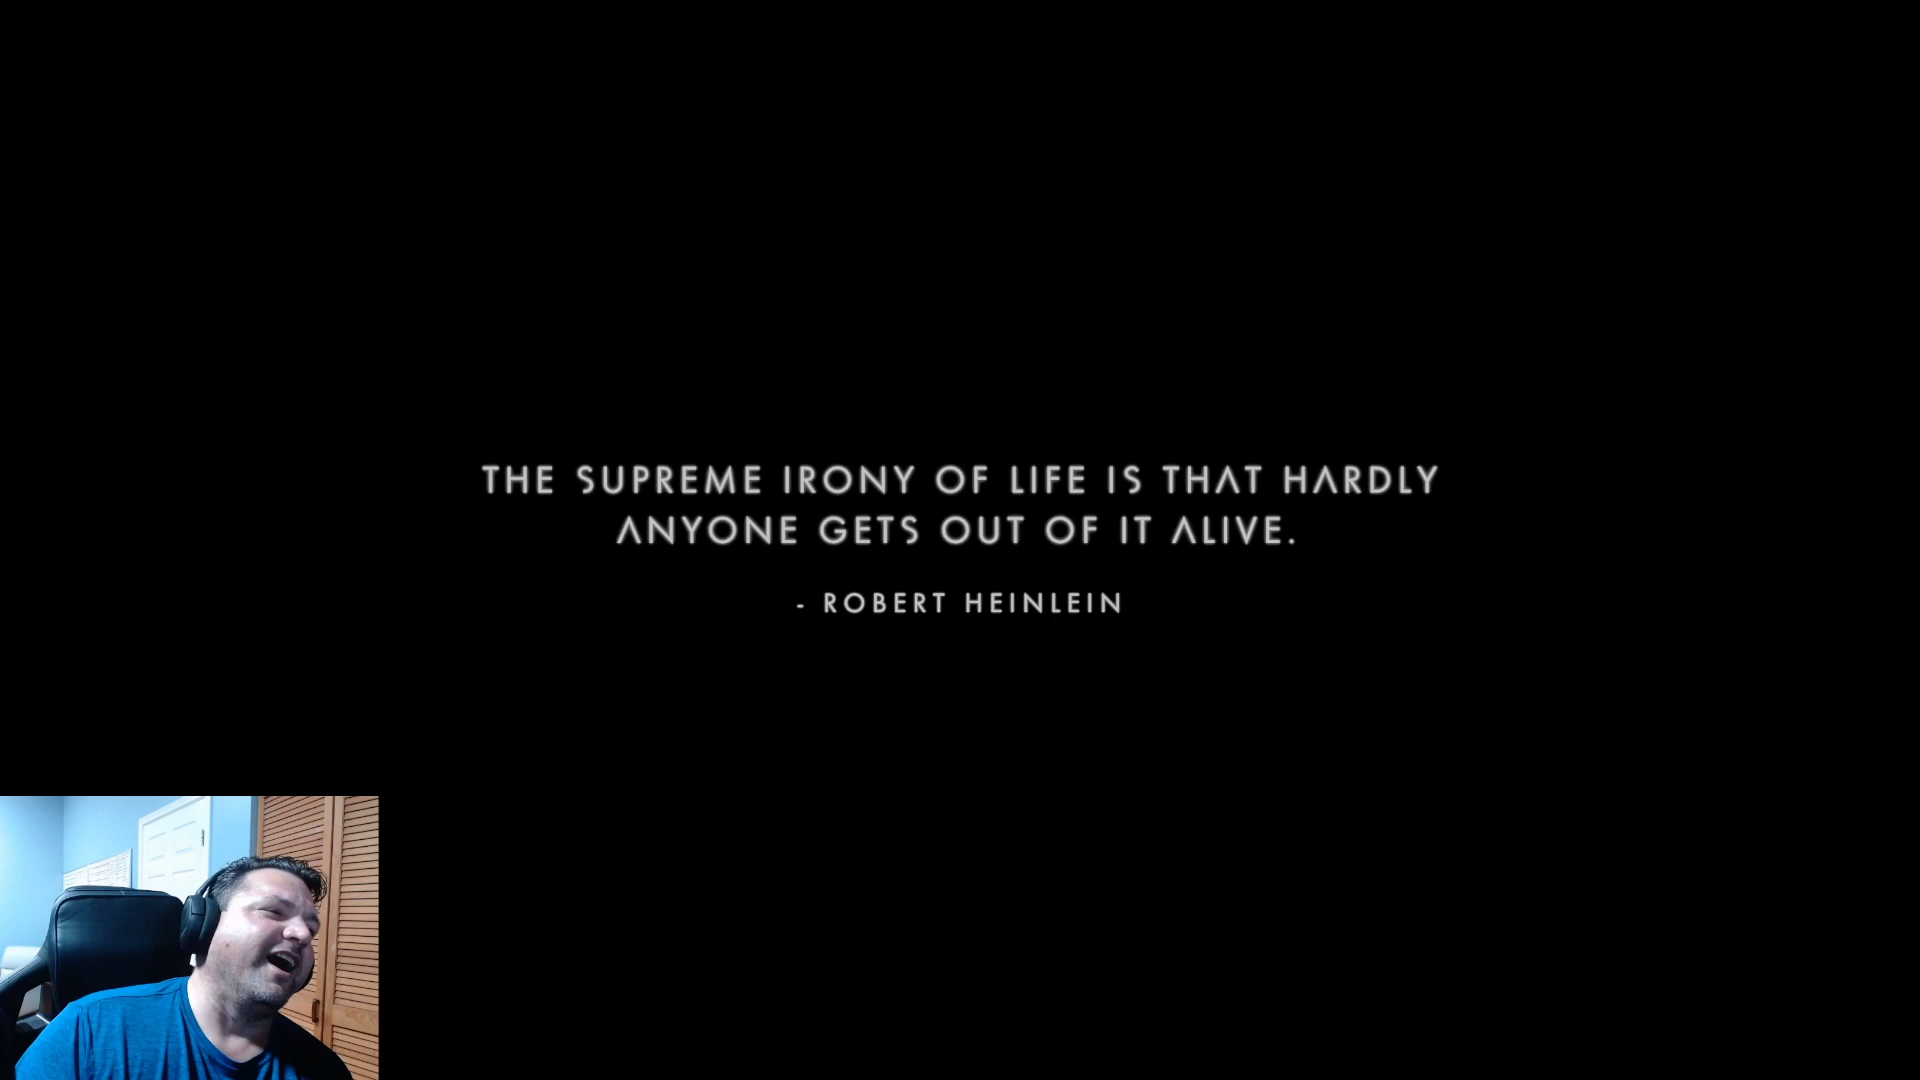 THE SUPREME IRONY OF LIFE IS THAT HARDLY
ANYONE GETS OUT OF IT ALIVE.
- ROBERT HEINLEIN